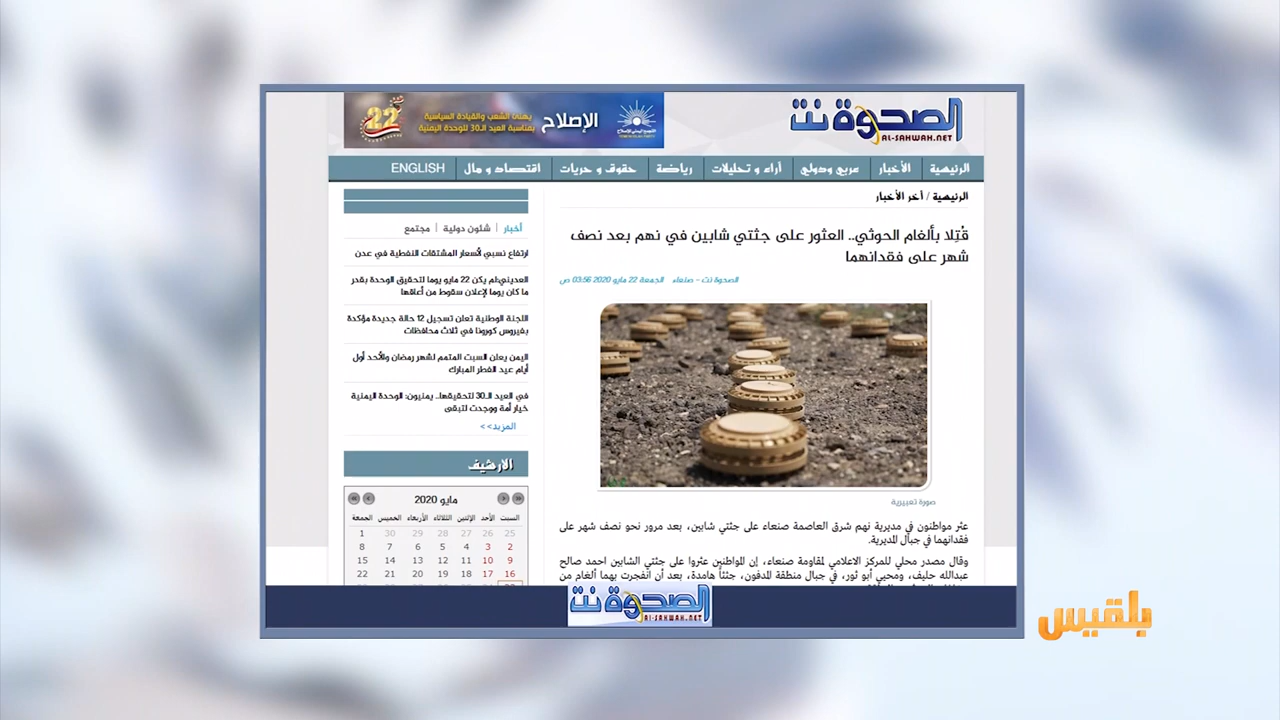 الإصلاح
التجمع اليمني للإصلاح
يهنئ الشعب والقيادة السياسية
بمناسبة العيد الـ30 للوحدة اليمنية
22
الصحوة نت
AL-SAHWAH.NET
الرئيسية
الأخبار
عربي ودولي
آراء و تحليلات
رياضة
حقوق و حريات
اقتصاد و مال
ENGLISH
الرئيسية / آخر الأخبار
قُتِلا بألغام الحوثي.. العثور على جثتي شابين في نهم بعد نصف
شهر على فقدانهما
الصحوة نت - صنعاء الجمعة 22 مايو 2020 03:56 ص
صورة تعبيرية
عثر مواطنون في مديرية نهم شرق العاصمة صنعاء على جثتي شابين، بعد مرور نحو نصف شهر على
فقدانهما في جبال المديرية.
وقال مصدر محلي للمركز الاعلامي لمقاومة صنعاء، إن المواطنين عثروا على جثتي الشابين احمد صالح
عبدالله حليف، ومحيي أبو ثور، في جبال منطقة المدفون، جثثاً هامدة، بعد أن انفجرت بهما ألغام من
أخبار | شئون دولية | مجتمع
ارتفاع نسبي لأسعار المشتقات النفطية في عدن
العديني:لم يكن 22 مايو يوما لتحقيق الوحدة بقدر
ما كان يوما لإعلان سقوط من أعاقها
اللجنة الوطنية تعلن تسجيل 12 حالة جديدة مؤكدة
بفيروس كورونا في ثلاث محافظات
اليمن يعلن السبت المتمم لشهر رمضان والأحد أول
أيام عيد الفطر المبارك
في العيد الـ30 لتحقيقها.. يمنيون: الوحدة اليمنية
خيار أمة ووجدت لتبقى
المزيد>>
الارشيف
مايو 2020
السبت الأحد الإثنين الثلاثاء الأربعاء الخميس الجمعة
25 26 27 28 29 30 1
2 3 4 5 6 7 8
9 10 11 12 13 14 15
16 17 18 19 20 21 22
الصحوة نت
AL-SAHWAH.NET
بلقيس